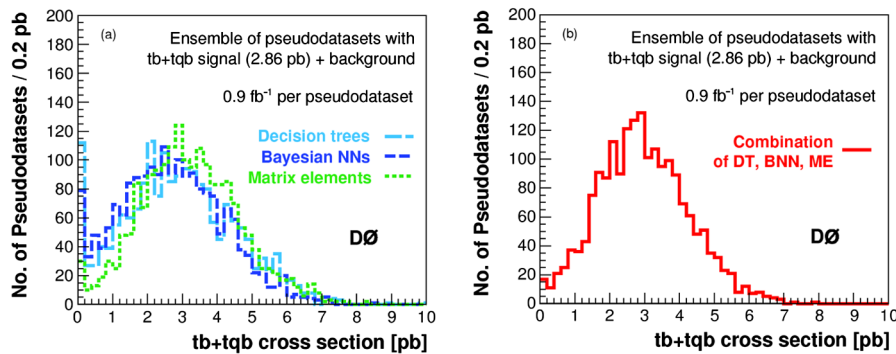 (a)
Ensemble of pseudodatasets with
tb+tqb signal (2.86 pb) + background
0.9 fb⁻¹ per pseudodataset
Decision trees
Bayesian NNs
Matrix elements
DØ
No. of Pseudodatasets / 0.2 pb
200
180
160
140
120
100
80
60
40
20
0
0 1 2 3 4 5 6 7 8 9 10
tb+tqb cross section [pb]
(b)
Ensemble of pseudodatasets with
tb+tqb signal (2.86 pb) + background
0.9 fb⁻¹ per pseudodataset
Combination
of DT, BNN, ME
DØ
No. of Pseudodatasets / 0.2 pb
200
180
160
140
120
100
80
60
40
20
0
0 1 2 3 4 5 6 7 8 9 10
tb+tqb cross section [pb]